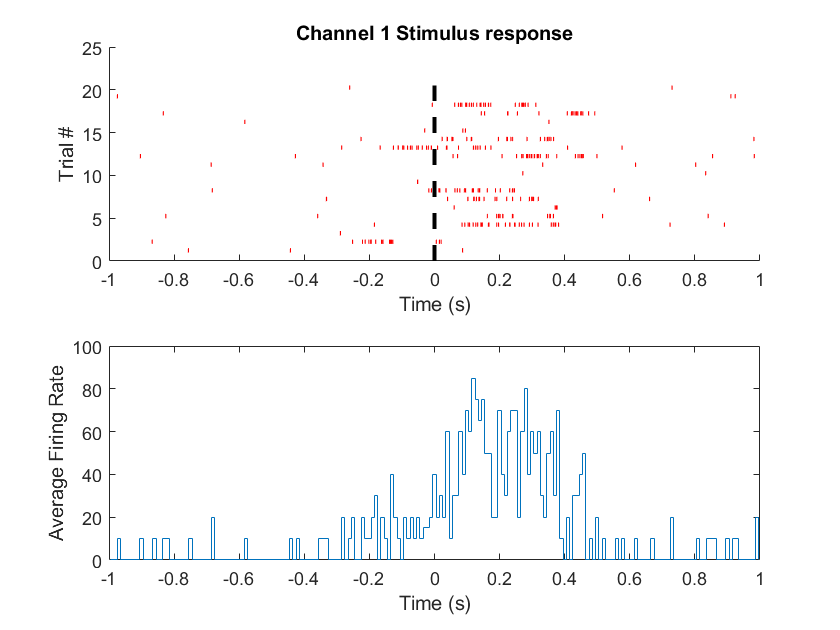 Channel 1 Stimulus response
25
20
15
10
5
0
Trial #
-1 -0.8 -0.6 -0.4 -0.2 0 0.2 0.4 0.6 0.8 1
Time (s)
100
80
60
40
20
0
Average Firing Rate
-1 -0.8 -0.6 -0.4 -0.2 0 0.2 0.4 0.6 0.8 1
Time (s)